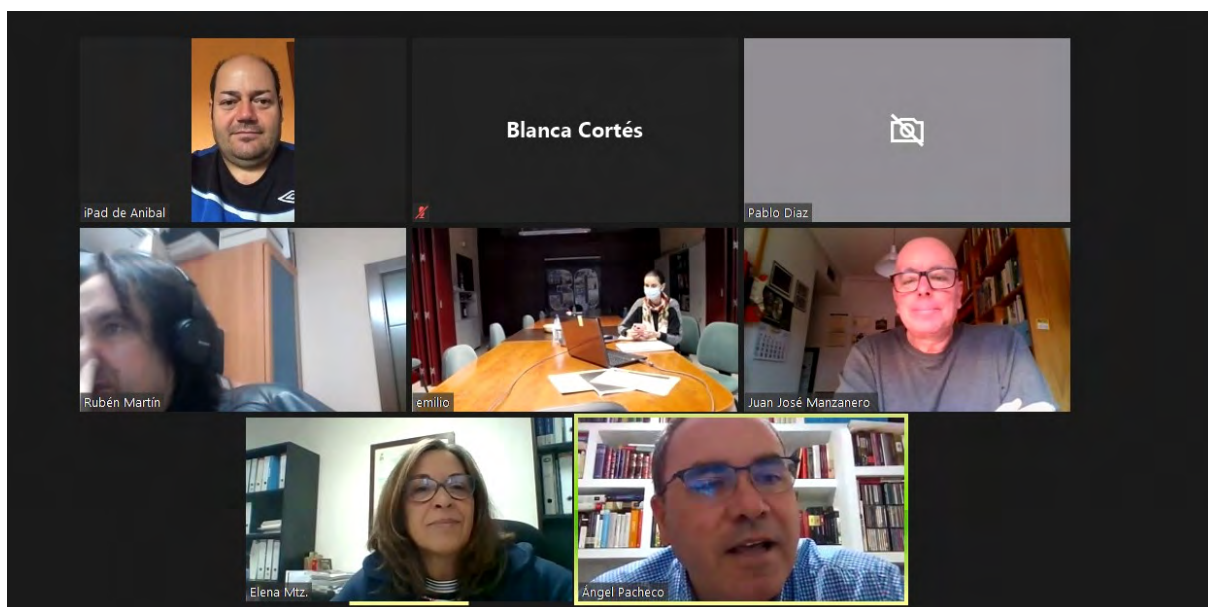 iPad de Anibal
Blanca Cortés
Pablo Diaz
Rubén Martín
emilio
Juan José Manzanero
Elena Mtz.
Ángel Pacheco